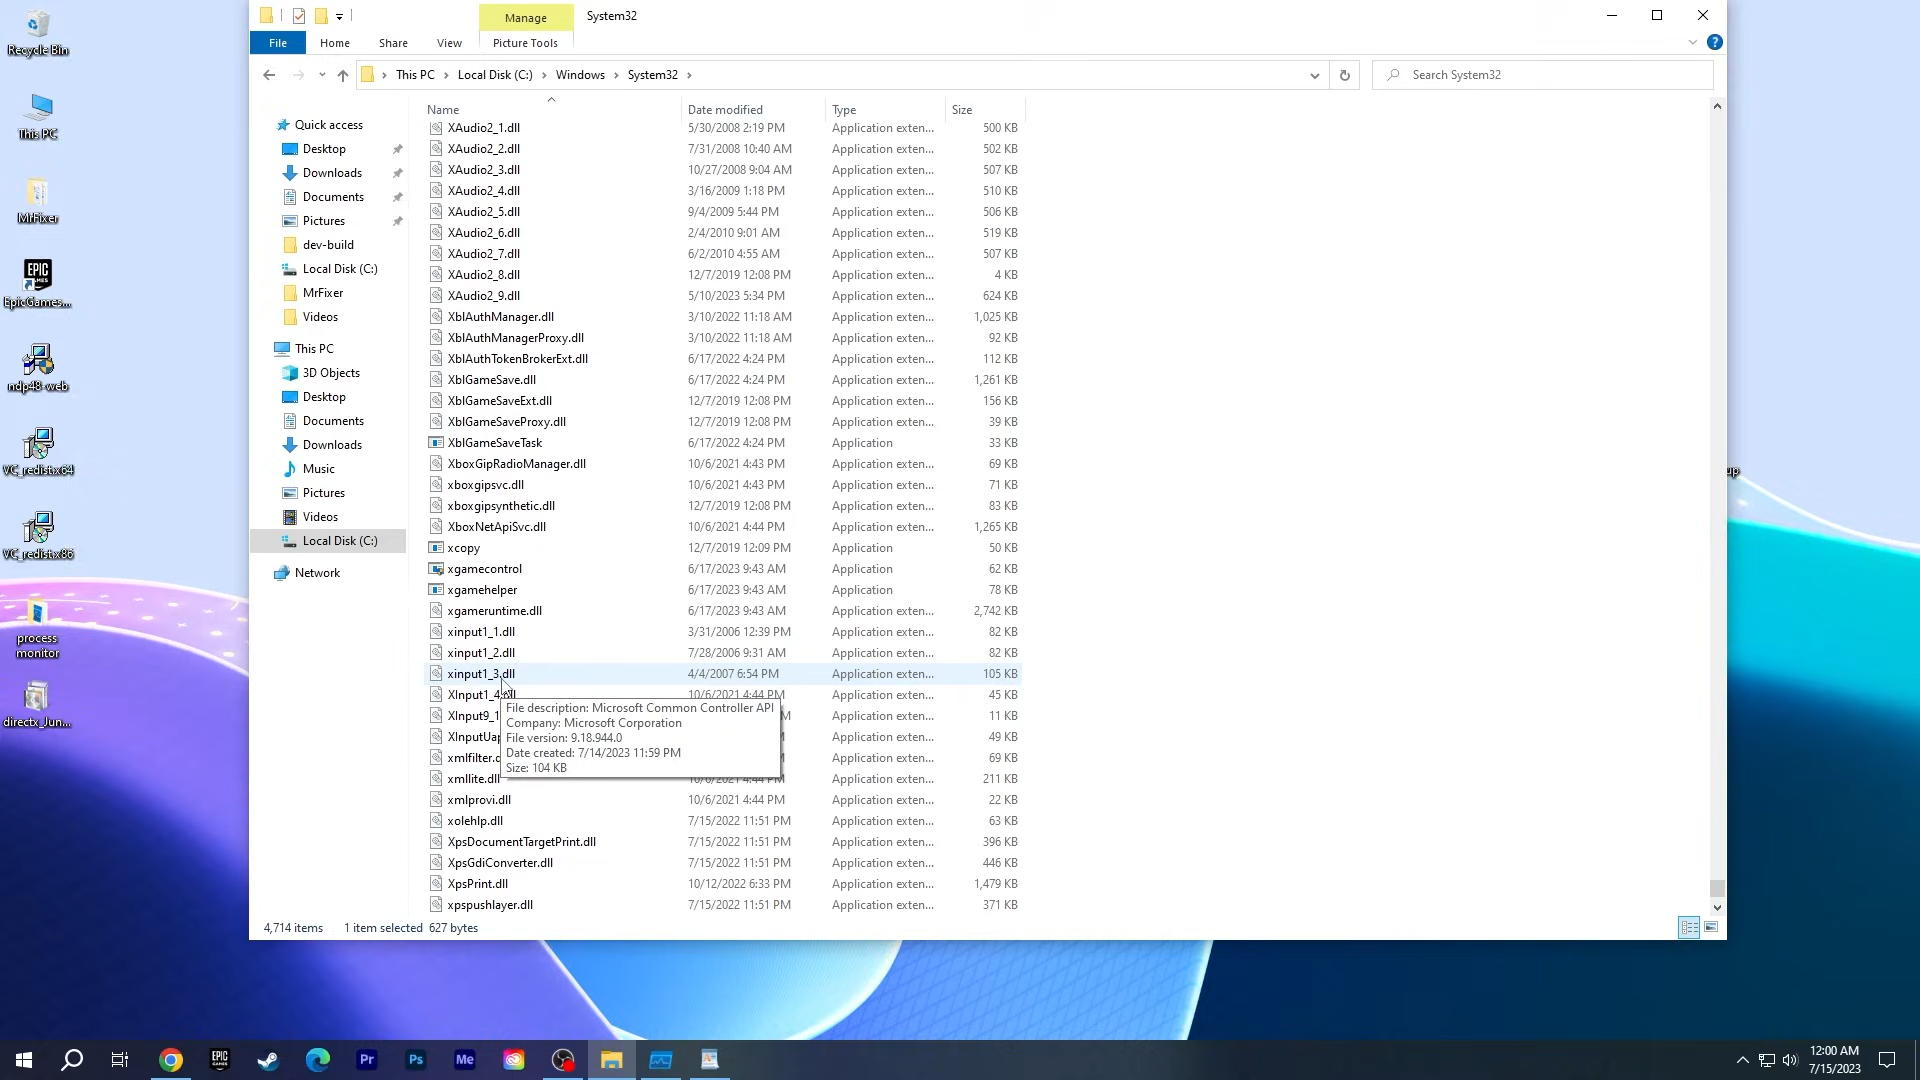 Recycle Bin
This PC
MrFixer
EPIC
GAMES
EpicGames...
ndp48-web
VC_redistx64
VC_redistx86
process
monitor
directx_Jun...
Manage
System32
File
Home
Share
View
Picture Tools
This PC
Local Disk (C:)
Windows
System32
Search System32
Quick access
Desktop
Downloads
Documents
Pictures
dev-build
Local Disk (C:)
MrFixer
Videos
This PC
3D Objects
Desktop
Documents
Downloads
Music
Pictures
Videos
Local Disk (C:)
Network
Name Date modified Type Size
XAudio2_1.dll 5/30/2008 2:19 PM Application exten... 500 KB
XAudio2_2.dll 7/31/2008 10:40 AM Application exten... 502 KB
XAudio2_3.dll 10/27/2008 9:04 AM Application exten... 507 KB
XAudio2_4.dll 3/16/2009 1:18 PM Application exten... 510 KB
XAudio2_5.dll 9/4/2009 5:44 PM Application exten... 506 KB
XAudio2_6.dll 2/4/2010 9:01 AM Application exten... 519 KB
XAudio2_7.dll 6/2/2010 4:55 AM Application exten... 507 KB
XAudio2_8.dll 12/7/2019 12:08 PM Application exten... 4 KB
XAudio2_9.dll 5/10/2023 5:34 PM Application exten... 624 KB
XblAuthManager.dll 3/10/2022 11:18 AM Application exten... 1,025 KB
XblAuthManagerProxy.dll 3/10/2022 11:18 AM Application exten... 92 KB
XblAuthTokenBrokerExt.dll 6/17/2022 4:24 PM Application exten... 112 KB
XblGameSave.dll 6/17/2022 4:24 PM Application exten... 1,261 KB
XblGameSaveExt.dll 12/7/2019 12:08 PM Application exten... 156 KB
XblGameSaveProxy.dll 12/7/2019 12:08 PM Application exten... 39 KB
XblGameSaveTask 6/17/2022 4:24 PM Application 33 KB
XboxGipRadioManager.dll 10/6/2021 4:43 PM Application exten... 69 KB
xboxgipsvc.dll 10/6/2021 4:43 PM Application exten... 71 KB
xboxgipsynthetic.dll 12/7/2019 12:08 PM Application exten... 83 KB
XboxNetApiSvc.dll 10/6/2021 4:44 PM Application exten... 1,265 KB
xcopy 12/7/2019 12:09 PM Application 50 KB
xgamecontrol 6/17/2023 9:43 AM Application 62 KB
xgamehelper 6/17/2023 9:43 AM Application 78 KB
xgameruntime.dll 6/17/2023 9:43 AM Application exten... 2,742 KB
xinput1_1.dll 3/31/2006 12:39 PM Application exten... 82 KB
xinput1_2.dll 7/28/2006 9:31 AM Application exten... 82 KB
xinput1_3.dll 4/4/2007 6:54 PM Application exten... 105 KB
XInput1_4.dll 10/6/2021 4:44 PM Application exten... 45 KB
XInput9_1 Application exten... 11 KB
XInputUap Application exten... 49 KB
xmlfilter.d Application exten... 69 KB
xmllite.dll 10/6/2021 4:44 PM Application exten... 211 KB
xmlprovi.dll 10/6/2021 4:44 PM Application exten... 22 KB
xolehlp.dll 7/15/2022 11:51 PM Application exten... 63 KB
XpsDocumentTargetPrint.dll 7/15/2022 11:51 PM Application exten... 396 KB
XpsGdiConverter.dll 7/15/2022 11:51 PM Application exten... 446 KB
XpsPrint.dll 10/12/2022 6:33 PM Application exten... 1,479 KB
xpspushlayer.dll 7/15/2022 11:51 PM Application exten... 371 KB
File description: Microsoft Common Controller API
Company: Microsoft Corporation
File version: 9.18.944.0
Date created: 7/14/2023 11:59 PM
Size: 104 KB
4,714 items 1 item selected 627 bytes
up
EPIC
GAMES
Pr
Ps
Me
12:00 AM
7/15/2023